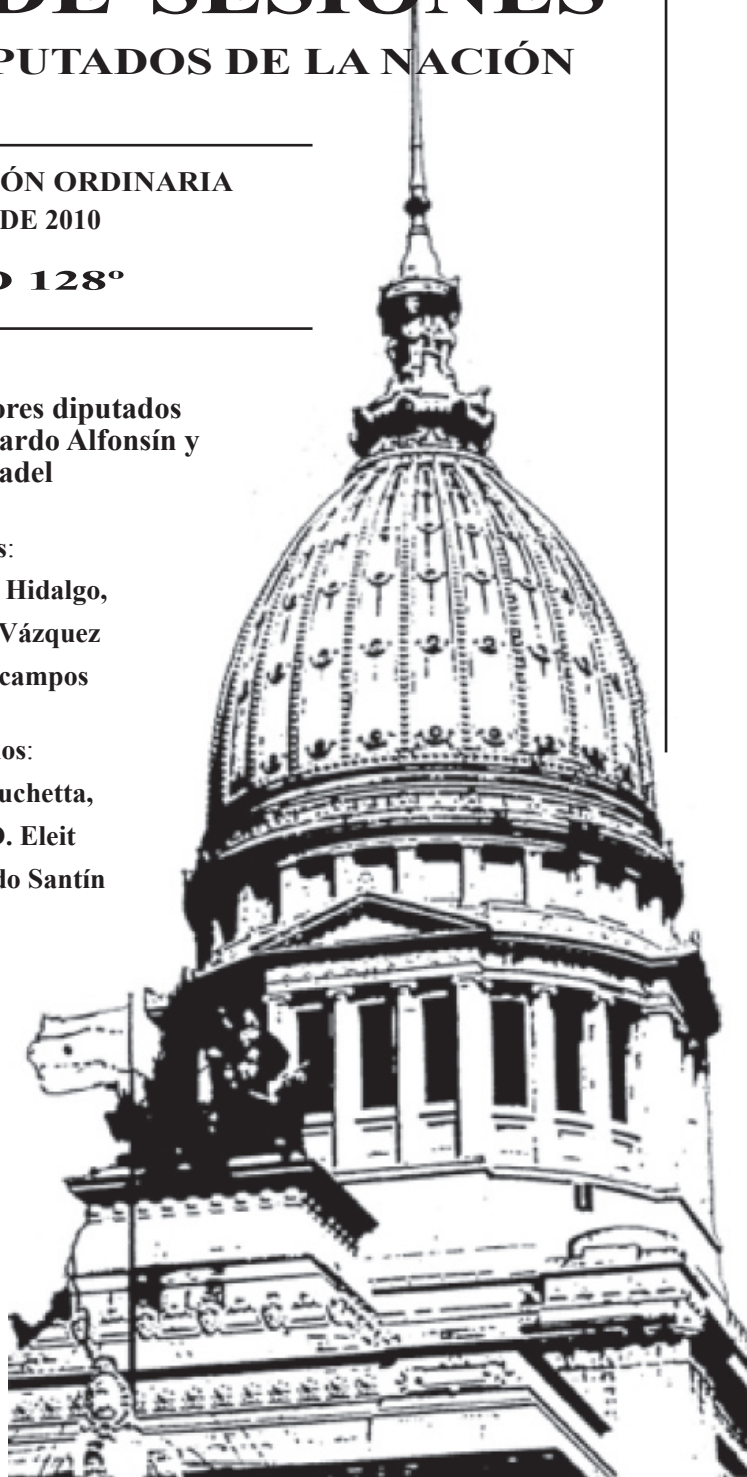 DE SESIONES
PUTADOS DE LA NACIÓN
ÓN ORDINARIA
DE 2010
O 128º
ores diputados
ardo Alfonsín y
adel
s:
Hidalgo,
Vázquez
campos
ios:
uchetta,
D. Eleit
do Santín